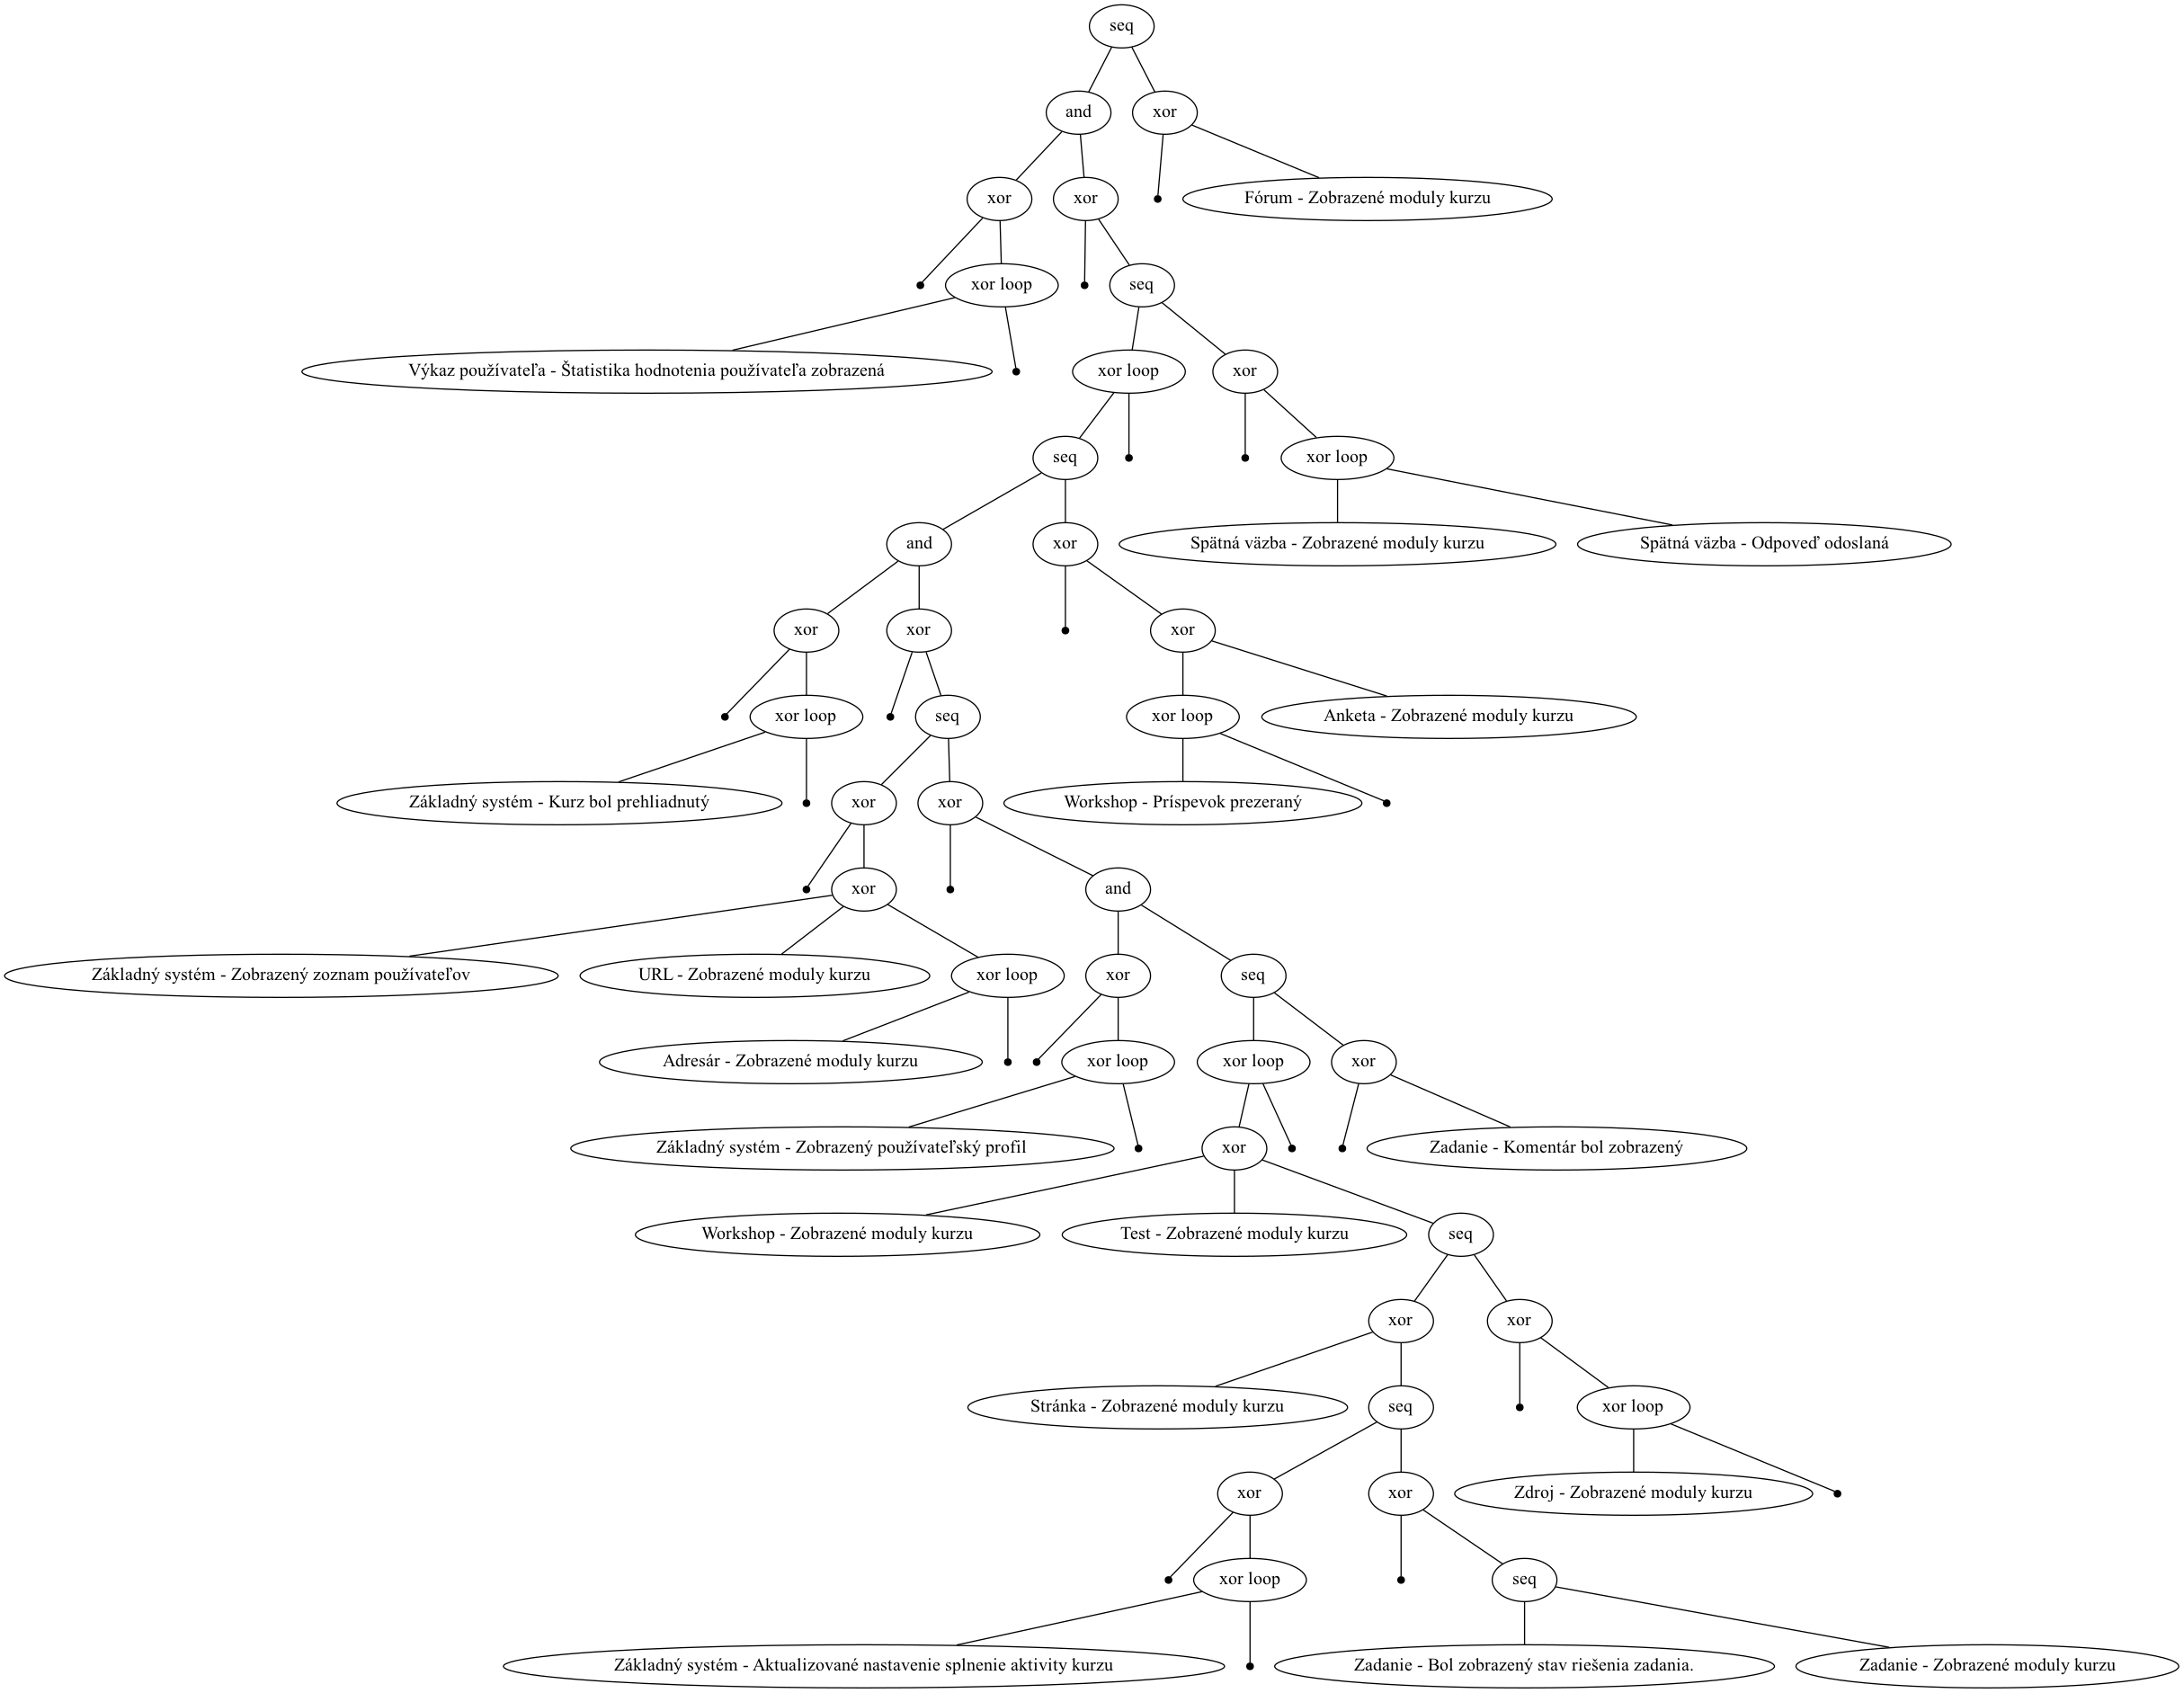 seq
and
xor
xor
xor
Fórum - Zobrazené moduly kurzu
xor loop
seq
Výkaz používateľa - Štatistika hodnotenia používateľa zobrazená
xor loop
xor
seq
xor loop
and
xor
Spätná väzba - Zobrazené moduly kurzu
Spätná väzba - Odpoveď odoslaná
xor
xor
xor
xor loop
seq
xor loop
Anketa - Zobrazené moduly kurzu
Základný systém - Kurz bol prehliadnutý
xor
xor
Workshop - Príspevok prezeraný
xor
and
Základný systém - Zobrazený zoznam používateľov
URL - Zobrazené moduly kurzu
xor loop
xor
seq
Adresár - Zobrazené moduly kurzu
xor loop
xor loop
xor
Základný systém - Zobrazený používateľský profil
xor
Zadanie - Komentár bol zobrazený
Workshop - Zobrazené moduly kurzu
Test - Zobrazené moduly kurzu
seq
xor
xor
Stránka - Zobrazené moduly kurzu
seq
xor loop
xor
xor
Zdroj - Zobrazené moduly kurzu
xor loop
seq
Základný systém - Aktualizované nastavenie splnenie aktivity kurzu
Zadanie - Bol zobrazený stav riešenia zadania.
Zadanie - Zobrazené moduly kurzu